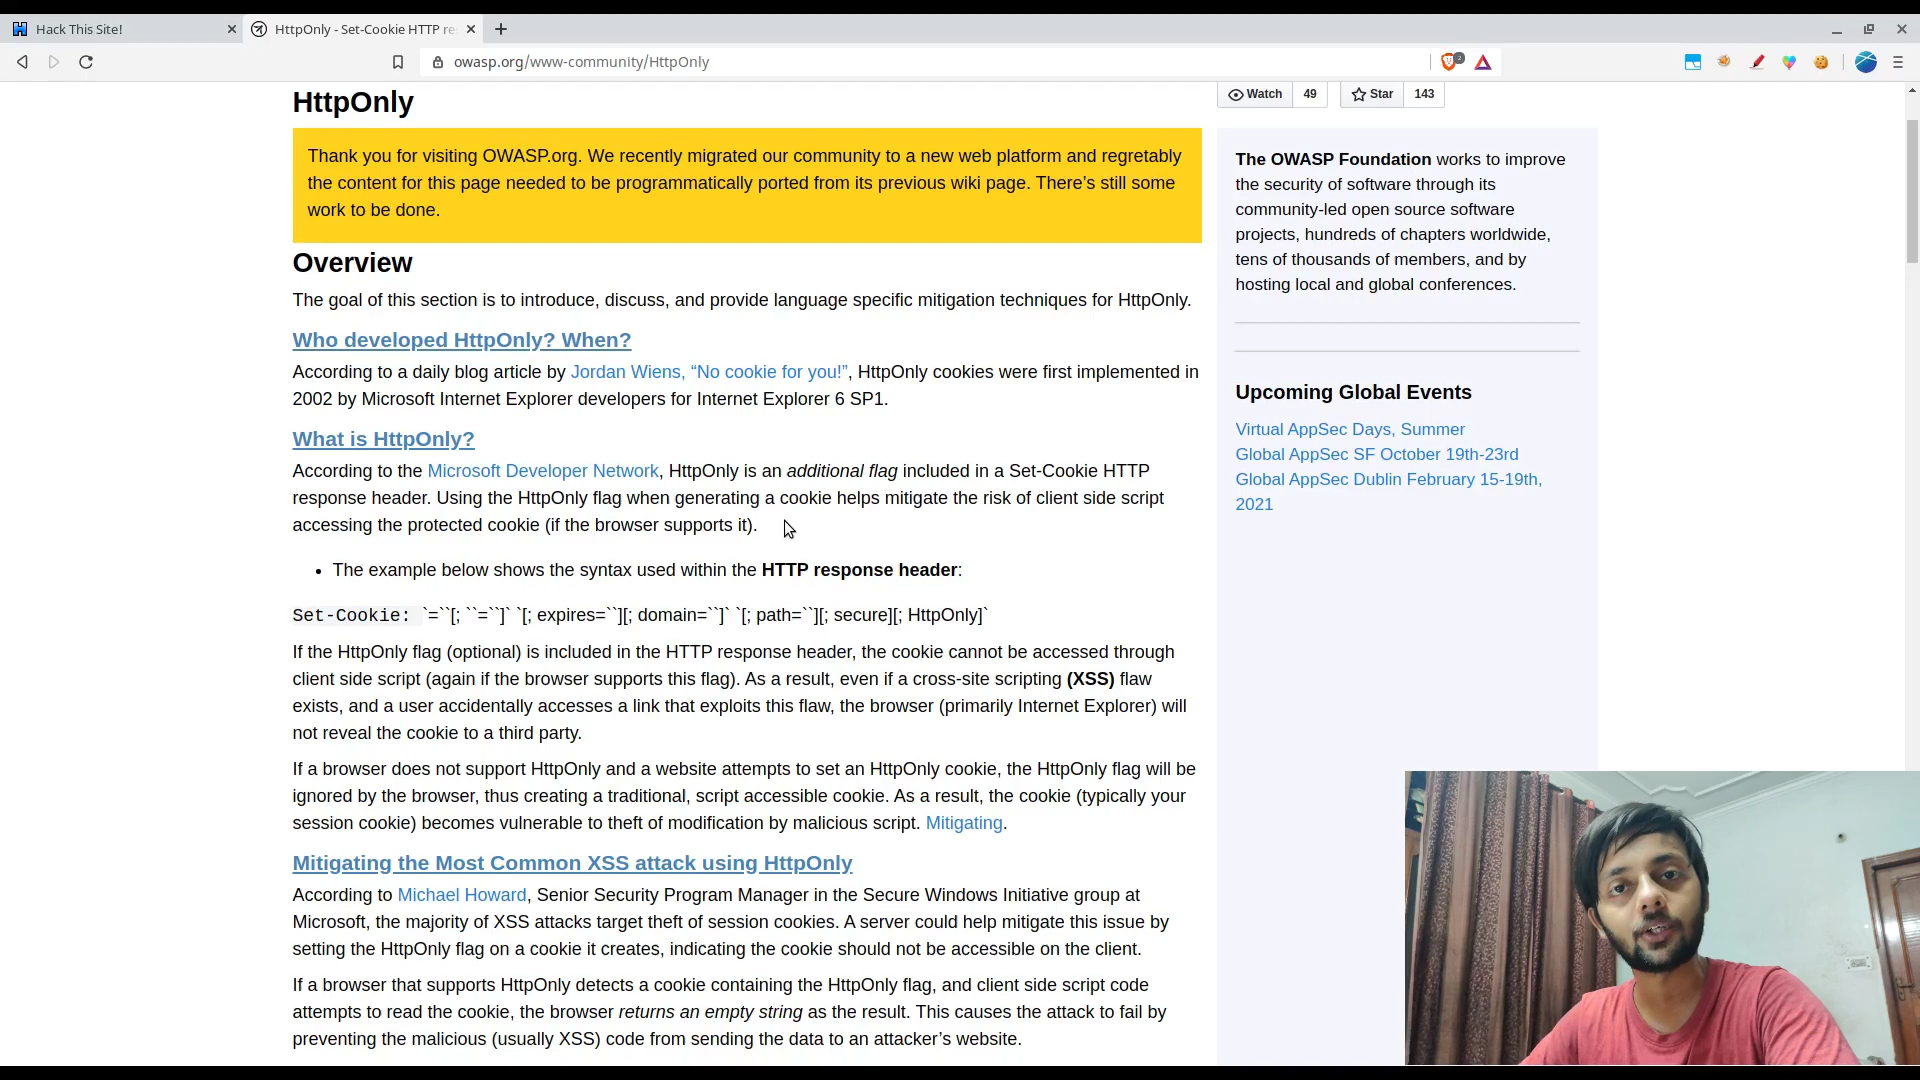 Hack This Site!
HttpOnly - Set-Cookie HTTP re
owasp.org/www-community/HttpOnly
2
HttpOnly
Watch 49 Star 143
Thank you for visiting OWASP.org. We recently migrated our community to a new web platform and regretably
the content for this page needed to be programmatically ported from its previous wiki page. There’s still some
work to be done.
Overview
The goal of this section is to introduce, discuss, and provide language specific mitigation techniques for HttpOnly.
Who developed HttpOnly? When?
According to a daily blog article by Jordan Wiens, “No cookie for you!”, HttpOnly cookies were first implemented in
2002 by Microsoft Internet Explorer developers for Internet Explorer 6 SP1.
What is HttpOnly?
According to the Microsoft Developer Network, HttpOnly is an additional flag included in a Set-Cookie HTTP
response header. Using the HttpOnly flag when generating a cookie helps mitigate the risk of client side script
accessing the protected cookie (if the browser supports it).
• The example below shows the syntax used within the HTTP response header:
Set-Cookie: `=``[; ``=``]` `[; expires=``][; domain=``]` `[; path=``][; secure][; HttpOnly]`
If the HttpOnly flag (optional) is included in the HTTP response header, the cookie cannot be accessed through
client side script (again if the browser supports this flag). As a result, even if a cross-site scripting (XSS) flaw
exists, and a user accidentally accesses a link that exploits this flaw, the browser (primarily Internet Explorer) will
not reveal the cookie to a third party.
If a browser does not support HttpOnly and a website attempts to set an HttpOnly cookie, the HttpOnly flag will be
ignored by the browser, thus creating a traditional, script accessible cookie. As a result, the cookie (typically your
session cookie) becomes vulnerable to theft of modification by malicious script. Mitigating.
Mitigating the Most Common XSS attack using HttpOnly
According to Michael Howard, Senior Security Program Manager in the Secure Windows Initiative group at
Microsoft, the majority of XSS attacks target theft of session cookies. A server could help mitigate this issue by
setting the HttpOnly flag on a cookie it creates, indicating the cookie should not be accessible on the client.
If a browser that supports HttpOnly detects a cookie containing the HttpOnly flag, and client side script code
attempts to read the cookie, the browser returns an empty string as the result. This causes the attack to fail by
preventing the malicious (usually XSS) code from sending the data to an attacker’s website.
The OWASP Foundation works to improve
the security of software through its
community-led open source software
projects, hundreds of chapters worldwide,
tens of thousands of members, and by
hosting local and global conferences.
Upcoming Global Events
Virtual AppSec Days, Summer
Global AppSec SF October 19th-23rd
Global AppSec Dublin February 15-19th,
2021